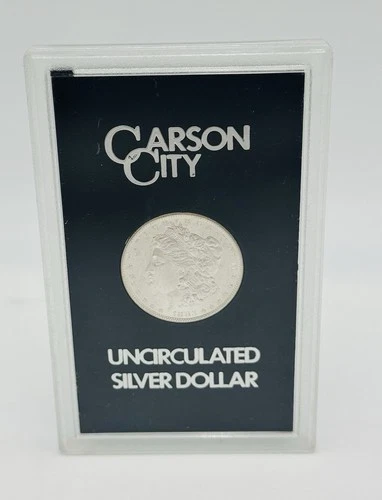 CARSON
CITY
UNCIRCULATED
SILVER DOLLAR